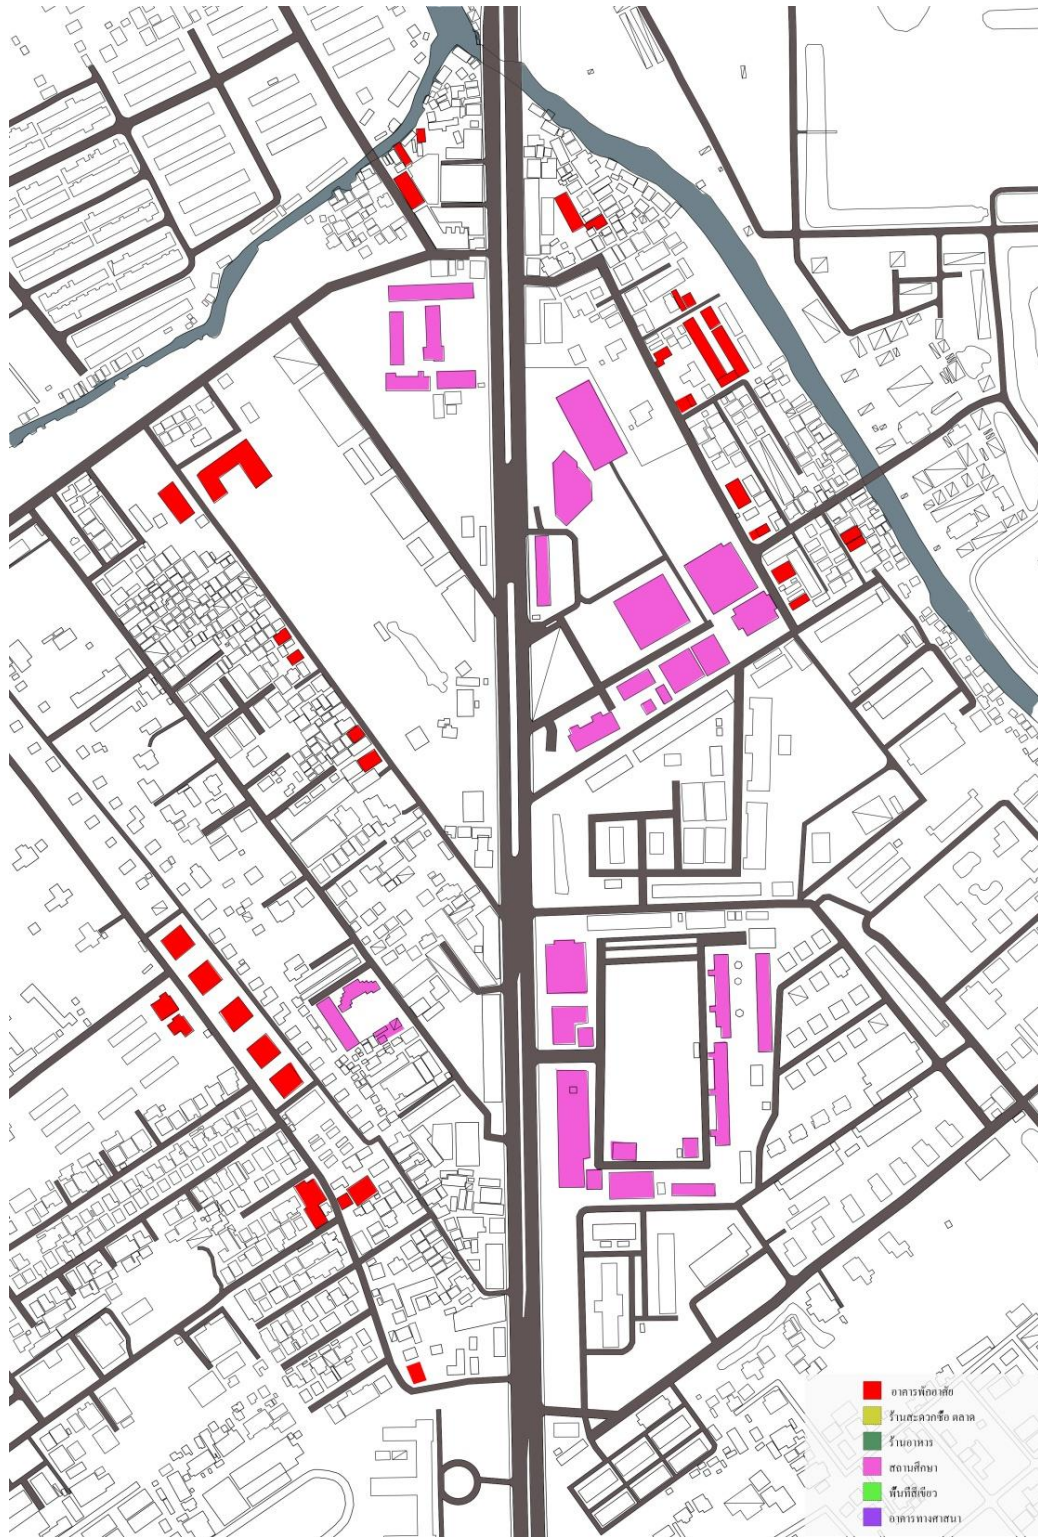 อาคารพักอาศัย
ร้านสะดวกซื้อ ตลาด
ร้านอาหาร
สถานศึกษา
พื้นที่สีเขียว
อาคารทางศาสนา